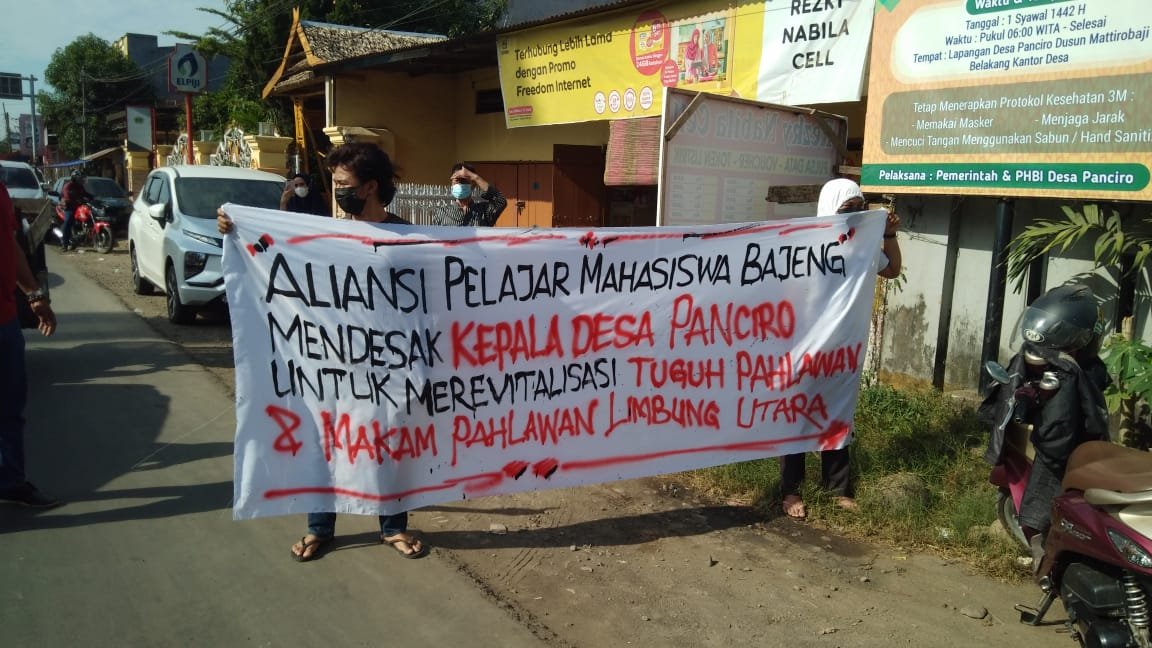 ELPIJI
Terhubung Lebih Lama
dengan Promo
Freedom Internet
REZKY
NABILA
CELL
Tanggal : 1 Syawal 1442 H
Waktu : Pukul 06:00 WITA - Selesai
Tempat : Lapangan Desa Panciro Dusun Mattirobaji
Belakang Kantor Desa
Tetap Menerapkan Protokol Kesehatan 3M :
- Memakai Masker - Menjaga Jarak
- Mencuci Tangan Menggunakan Sabun / Hand Saniti
Pelaksana : Pemerintah & PHBI Desa Panciro
ALIANSI PELAJAR MAHASISWA BAJENG
MENDESAK KEPALA DESA PANCIRO
UNTUK MEREVITALISASI TUGUH PAHLAWAN
& MAKAM PAHLAWAN LIMBUNG UTARA